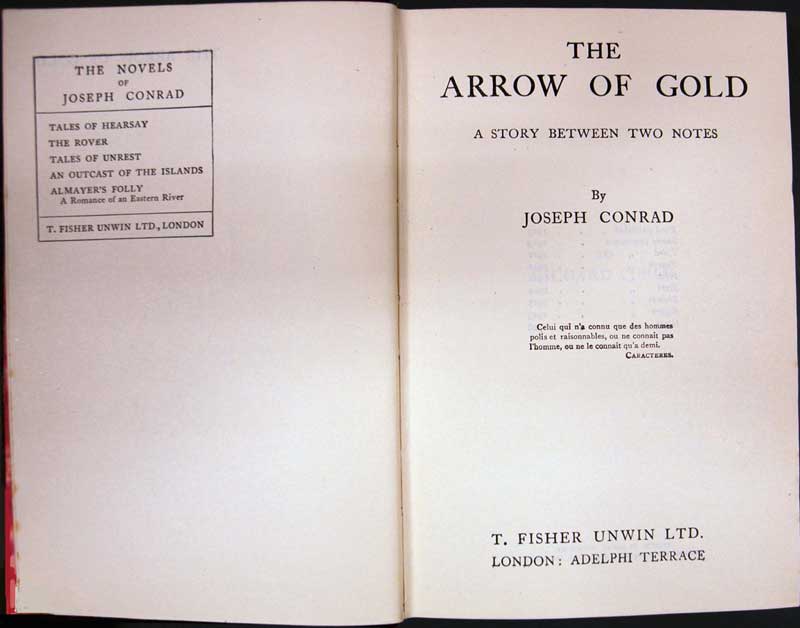 THE NOVELS
OF
JOSEPH CONRAD
TALES OF HEARSAY
THE ROVER
TALES OF UNREST
AN OUTCAST OF THE ISLANDS
ALMAYER'S FOLLY
A Romance of an Eastern River
T. FISHER UNWIN LTD., LONDON
THE
ARROW OF GOLD
A STORY BETWEEN TWO NOTES
By
JOSEPH CONRAD
Celui qui n'a connu que des hommes
polis et raisonnables, ou ne connait pas
l'homme, ou ne le connait qu'a demi.
CARACTERES.
T. FISHER UNWIN LTD.
LONDON: ADELPHI TERRACE